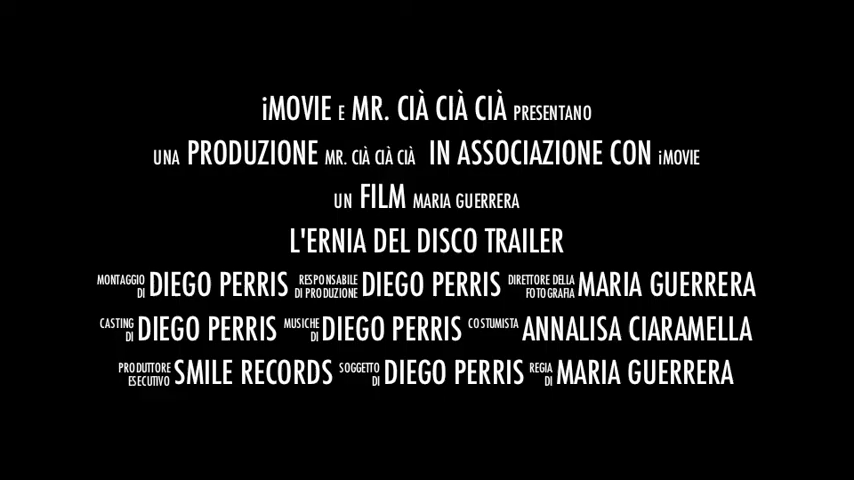 iMOVIE E MR. CIÀ CIÀ CIÀ PRESENTANO
UNA PRODUZIONE MR. CIÀ CIÀ CIÀ IN ASSOCIAZIONE CON iMOVIE
UN FILM MARIA GUERRERA
L'ERNIA DEL DISCO TRAILER
MONTAGGIO DI DIEGO PERRIS RESPONSABILE DI PRODUZIONE DIEGO PERRIS DIRETTORE DELLA FOTOGRAFIA MARIA GUERRERA
CASTING DI DIEGO PERRIS MUSICHE DI DIEGO PERRIS COSTUMISTA ANNALISA CIARAMELLA
PRODUTTORE ESECUTIVO SMILE RECORDS SOGGETTO DI DIEGO PERRIS REGIA DI MARIA GUERRERA